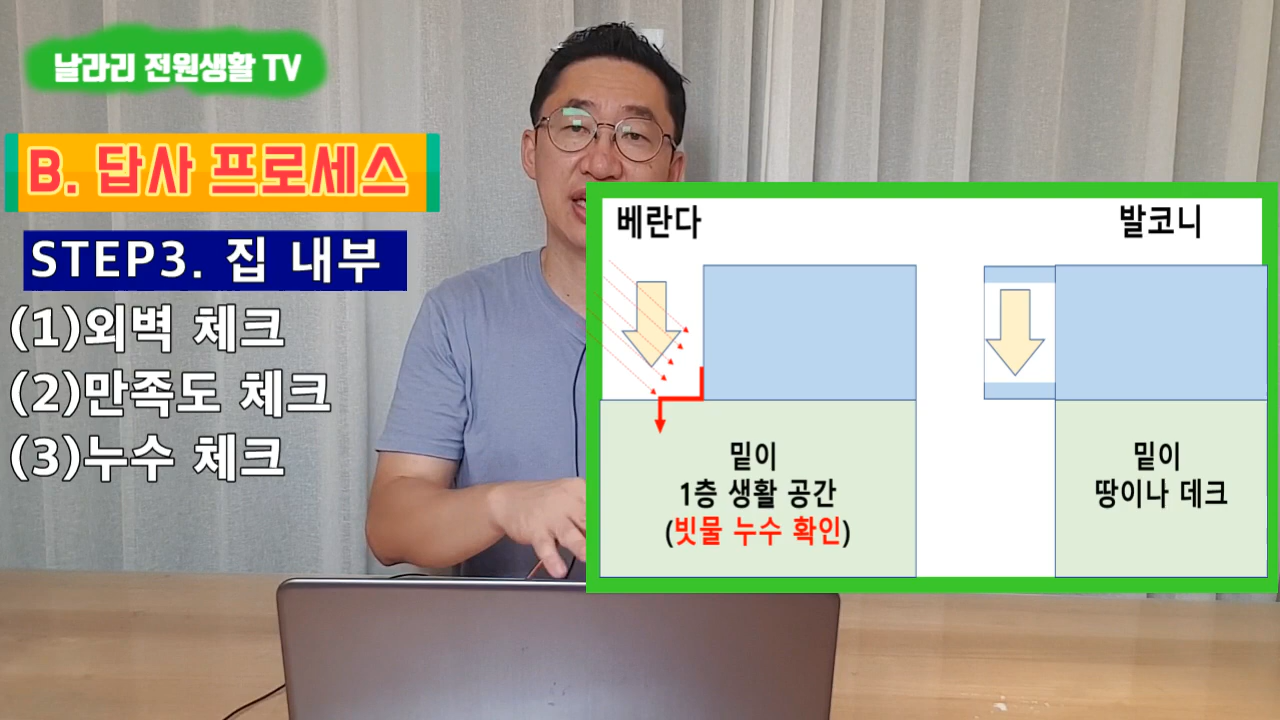 날라리 전원생활 TV
B. 답사 프로세스
STEP3. 집 내부
(1)외벽 체크
(2)만족도 체크
(3)누수 체크
베란다
발코니
밑이
1층 생활 공간
(빗물 누수 확인)
밑이
땅이나 데크